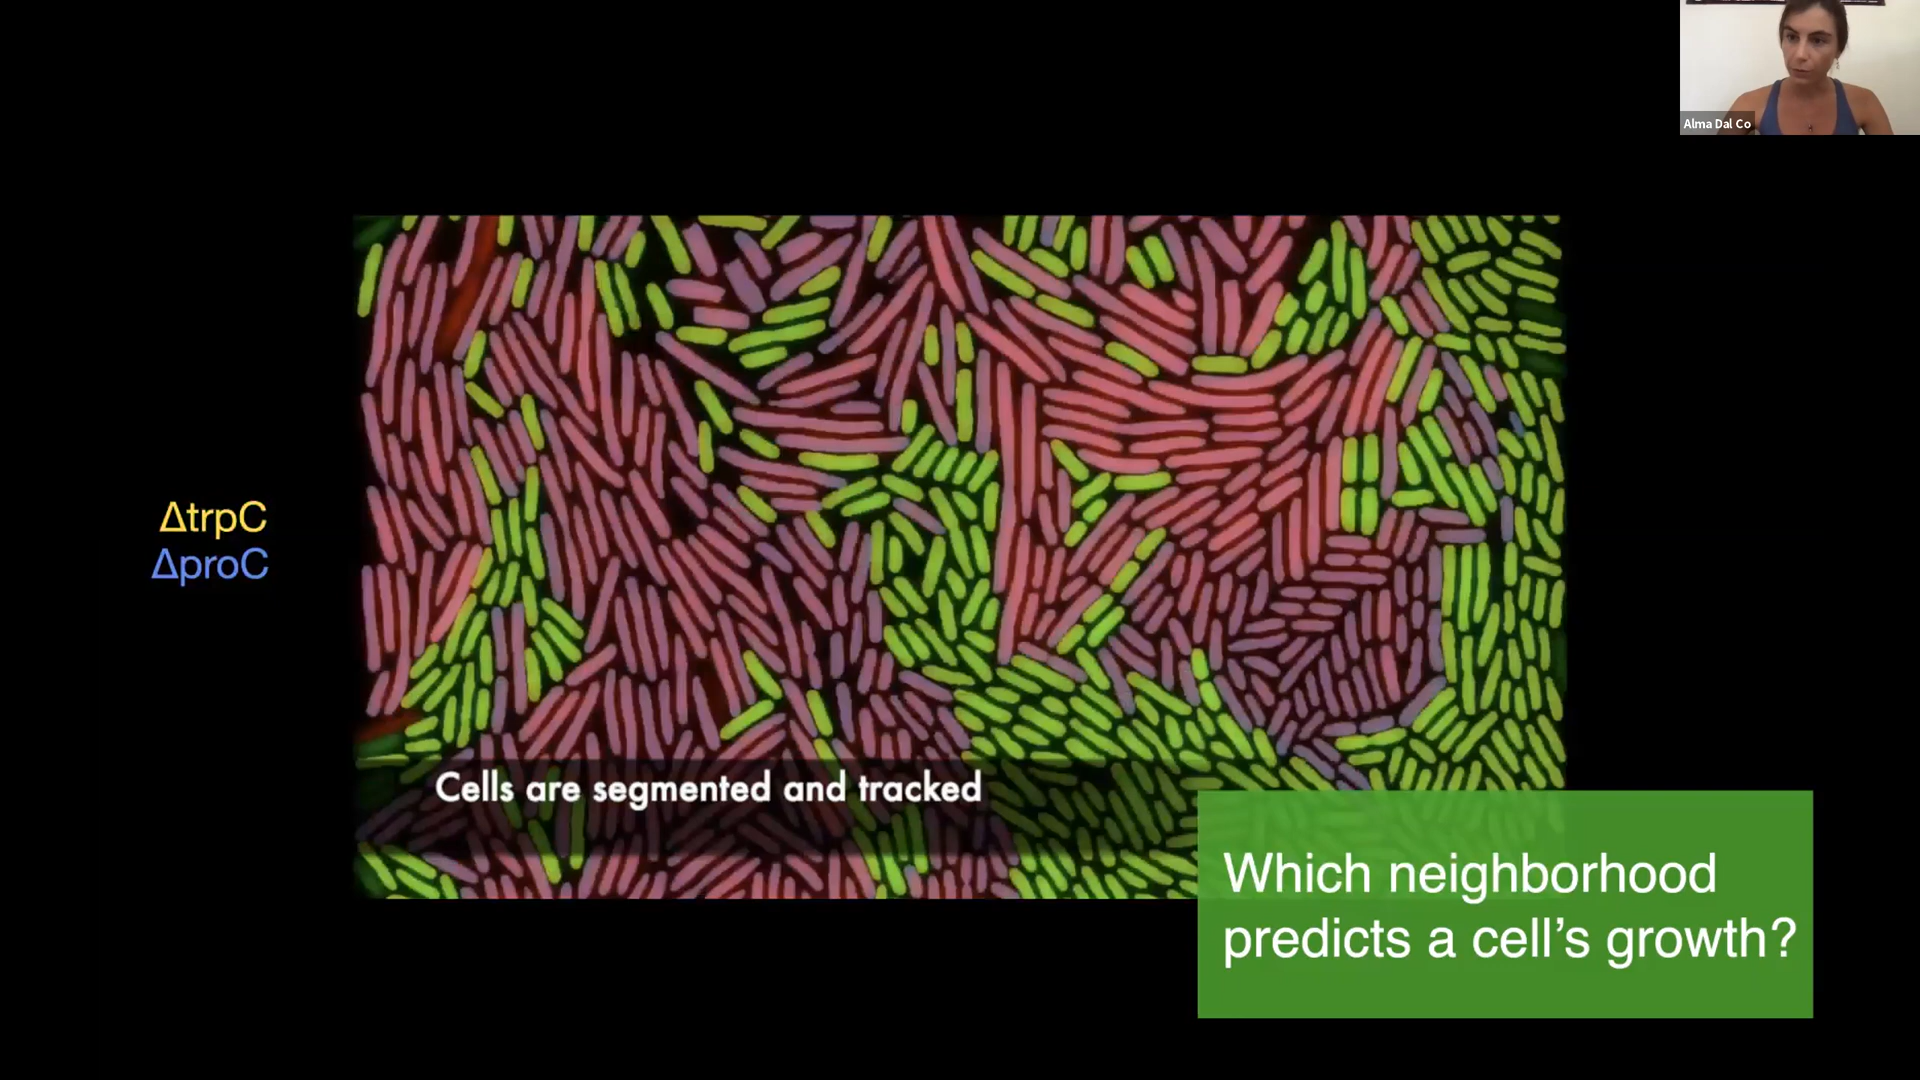 Alma Dal Co
ΔtrpC
ΔproC
Cells are segmented and tracked
Which neighborhood
predicts a cell’s growth?